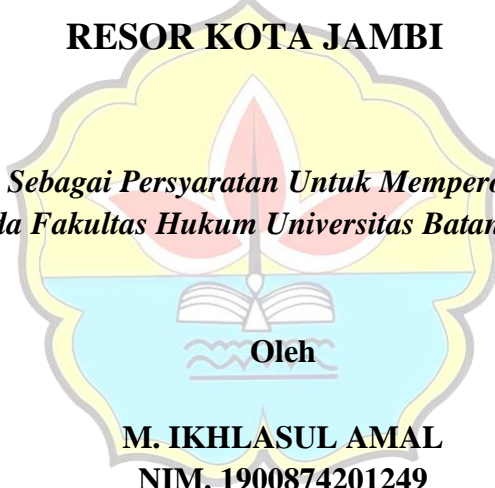 RESOR KOTA JAMBI
Sebagai Persyaratan Untuk
Fakultas Hukum Universitas
Oleh
M. IKHLASUL AMAL
NIM. 1900874201249